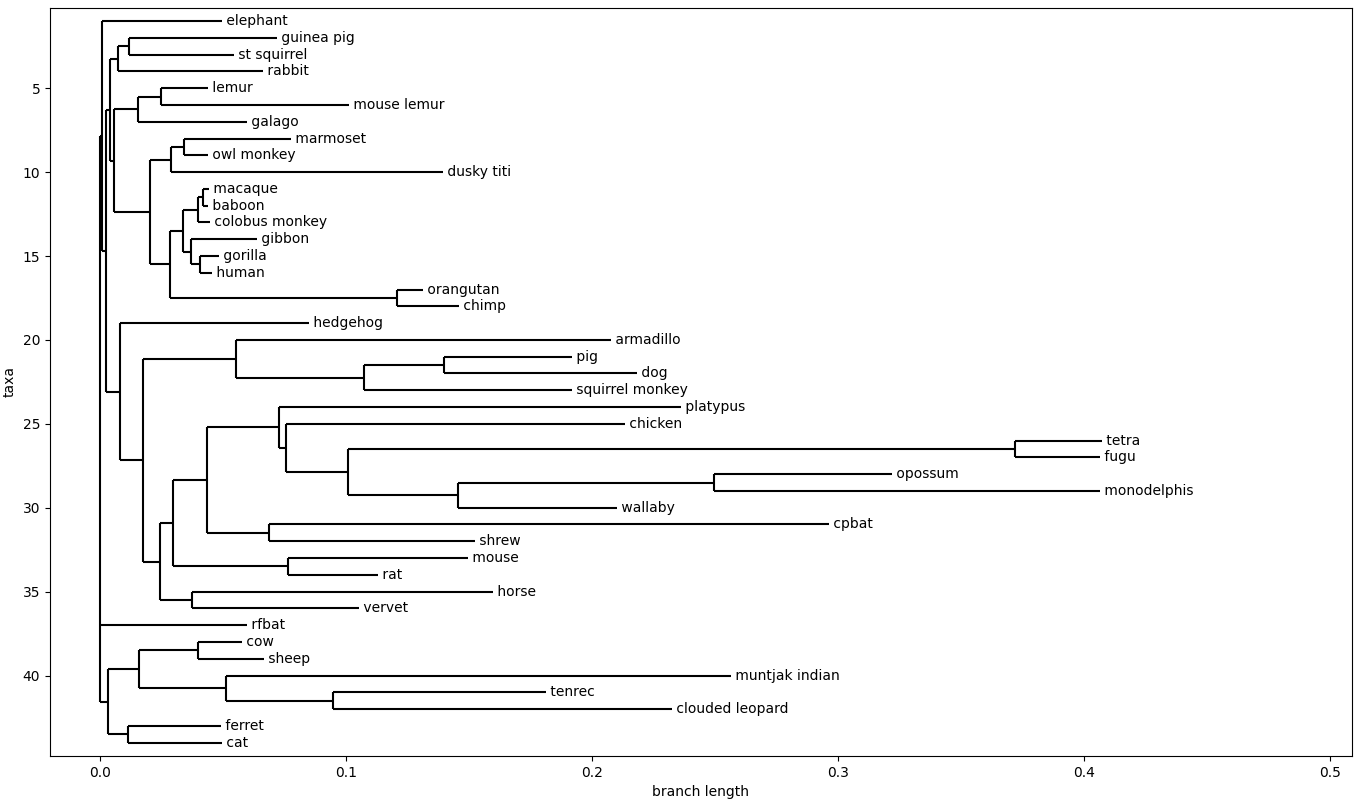 elephant
guinea pig
st squirrel
rabbit
5
lemur
mouse lemur
galago
marmoset
owl monkey
10
dusky titi
macaque
baboon
colobus monkey
gibbon
15
gorilla
human
orangutan
chimp
hedgehog
20
armadillo
pig
taxa
dog
squirrel monkey
platypus
25
chicken
tetra
fugu
opossum
monodelphis
30
wallaby
cpbat
shrew
mouse
rat
35
horse
vervet
rfbat
cow
sheep
40
muntjak indian
tenrec
clouded leopard
ferret
cat
0.0 0.1 0.2 0.3 0.4 0.5
branch length